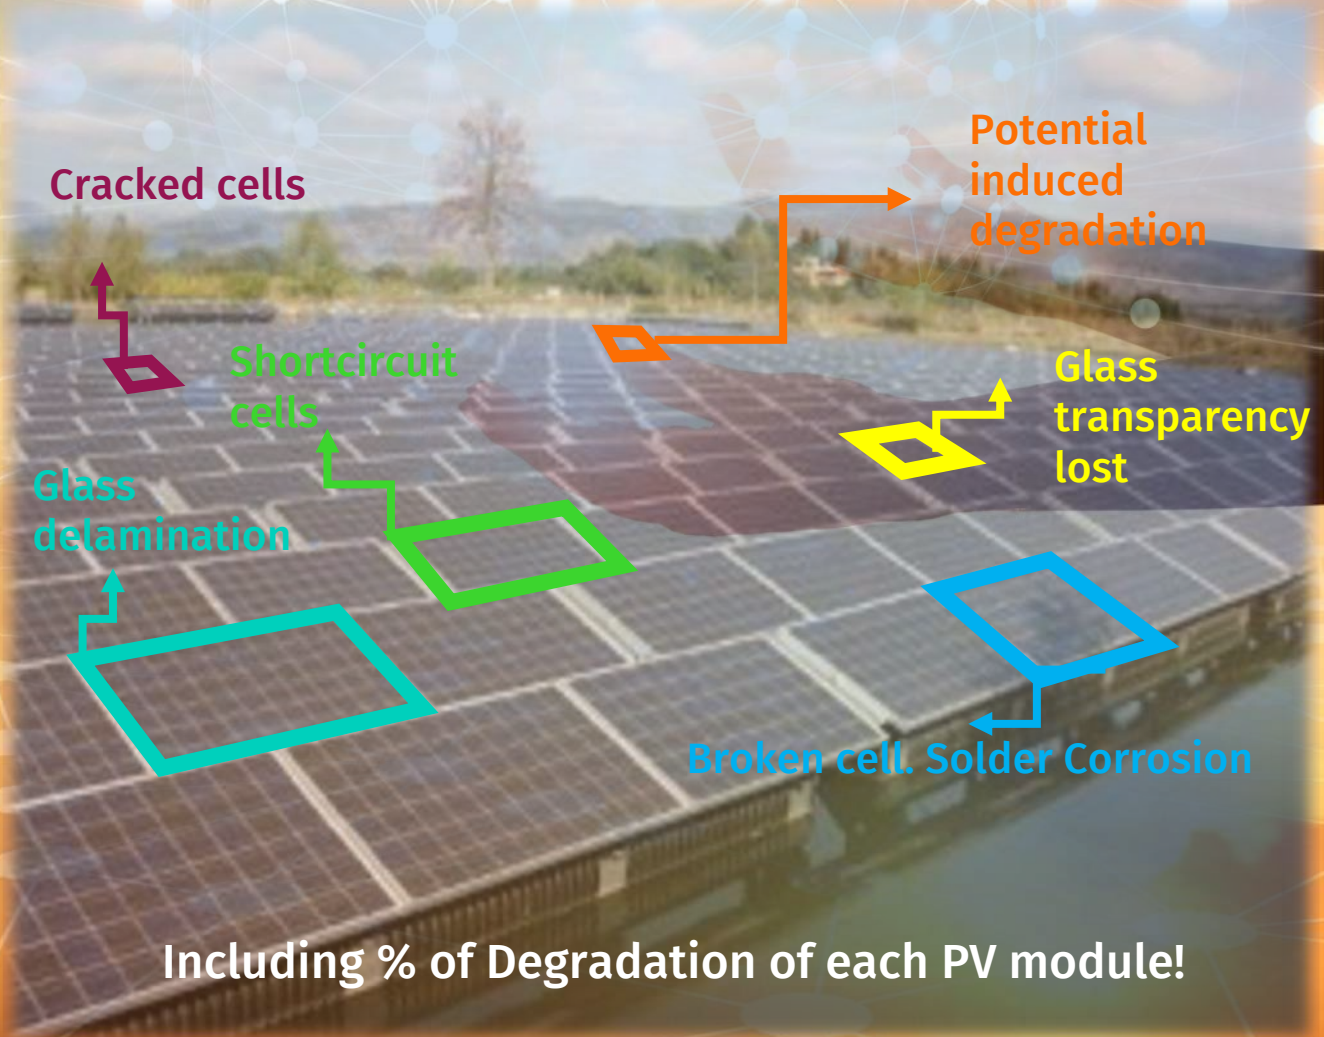 Potential
induced
degradation
Cracked cells
Shortcircuit
cells
Glass
transparency
lost
Glass
delamination
Broken cell. Solder Corrosion
Including % of Degradation of each PV module!